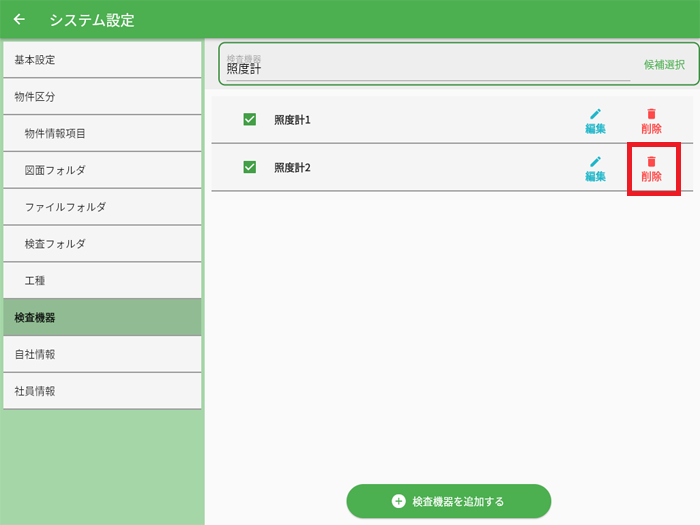 システム設定
基本設定
物件区分
物件情報項目
図面フォルダ
ファイルフォルダ
検査フォルダ
工種
検査機器
自社情報
社員情報
検査機器
照度計
候補選択
照度計1
編集
削除
照度計2
編集
削除
検査機器を追加する